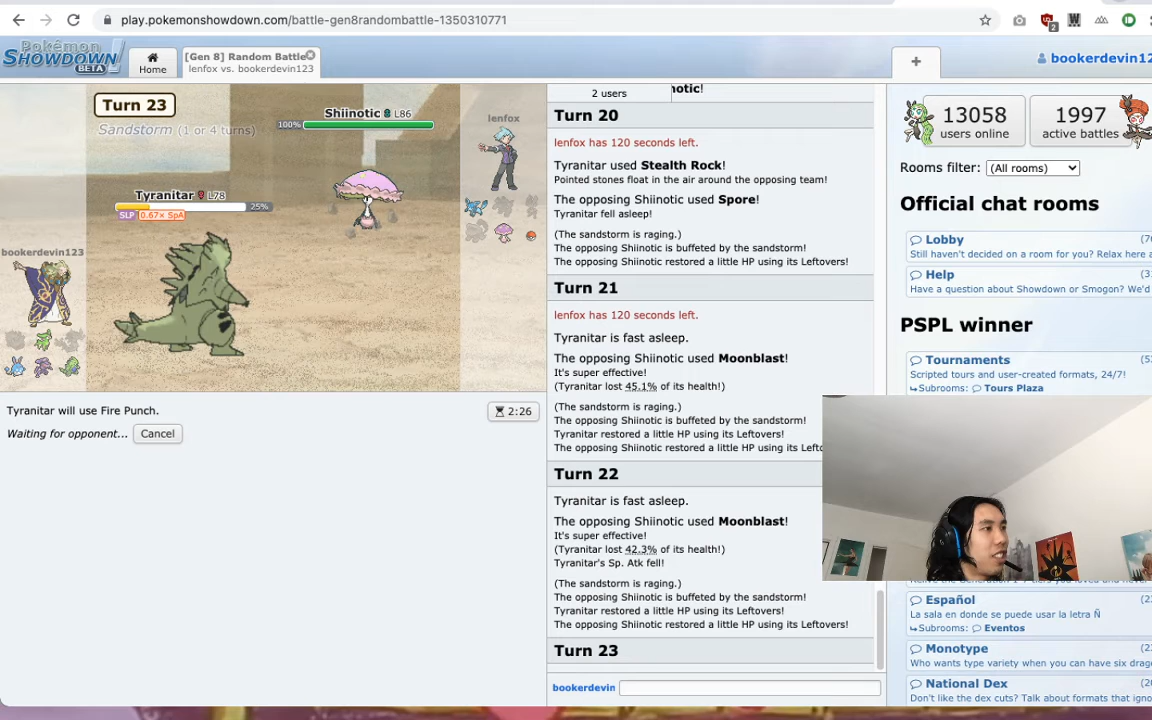 play.pokemonshowdown.com/battle-gen8randombattle-1350310771
2
W
Pokémon
SHOWDOWN
BETA
Home
[Gen 8] Random Battle
lenfox vs. bookerdevin123
+
bookerdevin12
Turn 23
Sandstorm (1 or 4 turns)
Shiinotic L86
100%
lenfox
Tyranitar L78
25%
SLP 0.67× SpA
bookerdevin123
Tyranitar will use Fire Punch.
2:26
Waiting for opponent... Cancel
2 users
notic!
Turn 20
lenfox has 120 seconds left.
Tyranitar used Stealth Rock!
Pointed stones float in the air around the opposing team!
The opposing Shiinotic used Spore!
Tyranitar fell asleep!
(The sandstorm is raging.)
The opposing Shiinotic is buffeted by the sandstorm!
The opposing Shiinotic restored a little HP using its Leftovers!
Turn 21
lenfox has 120 seconds left.
Tyranitar is fast asleep.
The opposing Shiinotic used Moonblast!
It's super effective!
(Tyranitar lost 45.1% of its health!)
(The sandstorm is raging.)
The opposing Shiinotic is buffeted by the sandstorm!
Tyranitar restored a little HP using its Leftovers!
The opposing Shiinotic restored a little HP using its Lefto
Turn 22
Tyranitar is fast asleep.
The opposing Shiinotic used Moonblast!
It's super effective!
(Tyranitar lost 42.3% of its health!)
Tyranitar's Sp. Atk fell!
(The sandstorm is raging.)
The opposing Shiinotic is buffeted by the sandstorm!
Tyranitar restored a little HP using its Leftovers!
The opposing Shiinotic restored a little HP using its Leftovers!
Turn 23
bookerdevin
13058
users online
1997
active battles
Rooms filter: (All rooms)
Official chat rooms
Lobby
Still haven't decided on a room for you? Relax here a
Help
Have a question about Showdown or Smogon? We'd
PSPL winner
Tournaments
Scripted tours and user-created formats, 24/7!
Subrooms: Tours Plaza
Español
La sala en donde se puede usar la letra Ñ
Subrooms: Eventos
Monotype
Who wants type variety when you can have six drag
National Dex
Don't like the dex cuts? Talk about formats that igno